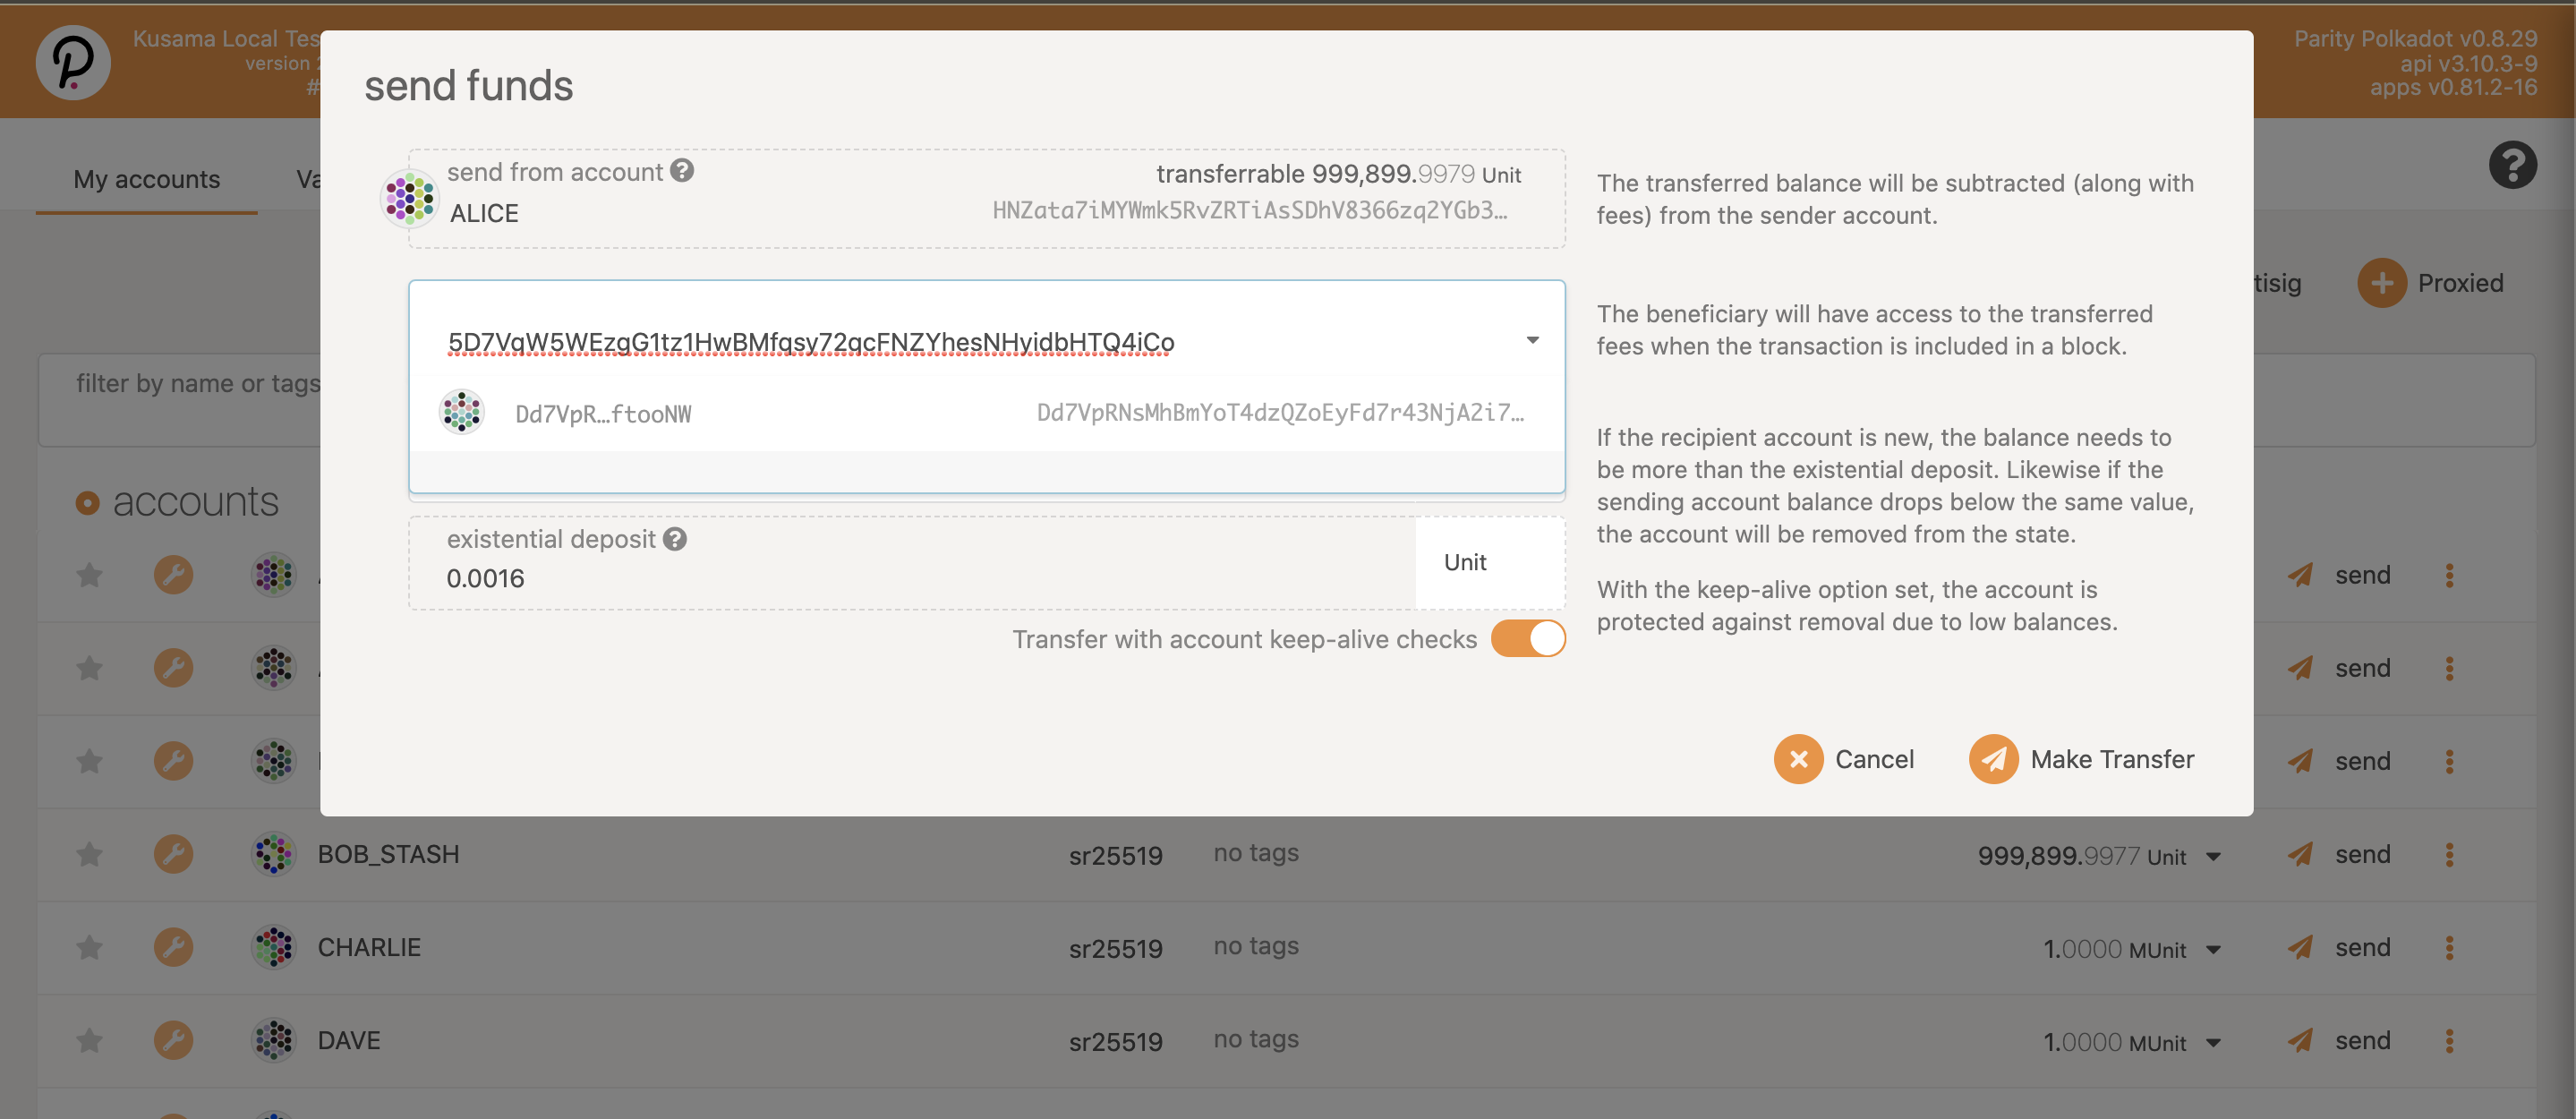 Kusama Local Tes
version
#
Parity Polkadot v0.8.29
api v3.10.3-9
apps v0.81.2-16
My accounts
Va
tisig
Proxied
filter by name or tags
accounts
send funds
send from account
transferrable 999,899.9979 Unit
ALICE
HNZata7iMYWmk5RvZRTiAsSDhV8366zq2YGb3…
The transferred balance will be subtracted (along with
fees) from the sender account.
5D7VqW5WEzgG1tz1HwBMfqsy72qcFNZYhesNHyidbHTQ4iCo
Dd7VpR…ftooNW
Dd7VpRNsMhBmYoT4dzQZoEyFd7r43NjA2i7…
The beneficiary will have access to the transferred
fees when the transaction is included in a block.
If the recipient account is new, the balance needs to
be more than the existential deposit. Likewise if the
sending account balance drops below the same value,
the account will be removed from the state.
existential deposit
0.0016
Unit
With the keep-alive option set, the account is
protected against removal due to low balances.
Transfer with account keep-alive checks
Cancel
Make Transfer
send
send
send
BOB_STASH
sr25519
no tags
999,899.9977 Unit
send
CHARLIE
sr25519
no tags
1.0000 MUnit
send
DAVE
sr25519
no tags
1.0000 MUnit
send